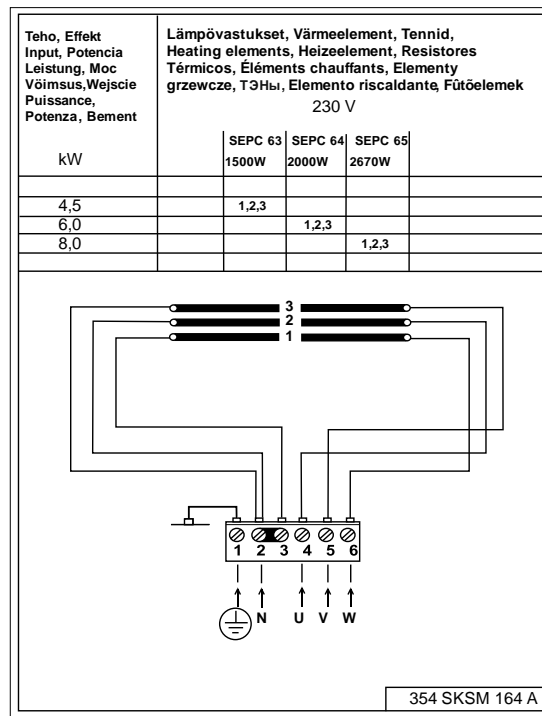 Teho, Effekt
Input, Potencia
Leistung, Moc
Vöimsus,Wejscie
Puissance,
Potenza, Bement
kW
Lämpövastukset, Värmeelement, Tennid,
Heating elements, Heizeelement, Resistores
Térmicos, Éléments chauffants, Elementy
grzewcze, ТЭНы, Elemento riscaldante, Fûtöelemek
230 V
SEPC 63 SEPC 64 SEPC 65
1500W 2000W 2670W
4,5 1,2,3
6,0 1,2,3
8,0 1,2,3
3
2
1
1 2 3 4 5 6
N U V W
354 SKSM 164 A